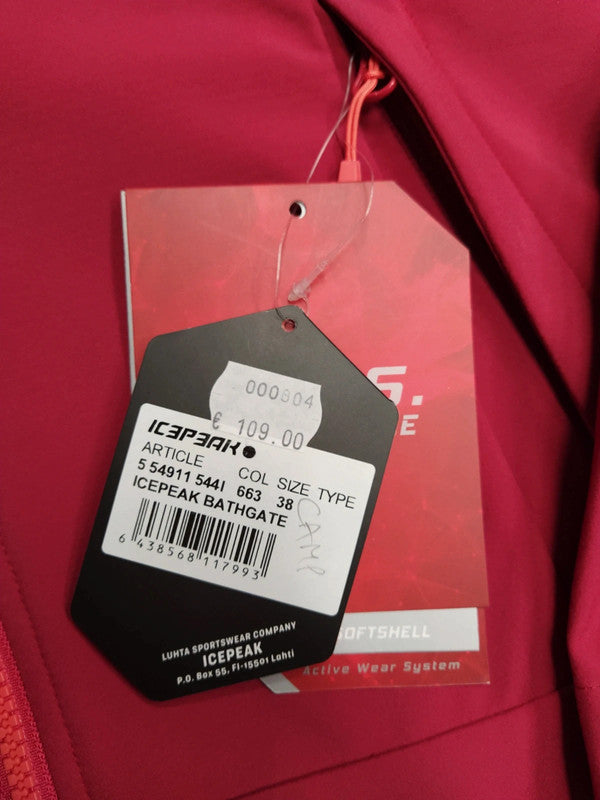 S.
E
000804
€ 109.00
ICEPEAK
ARTICLE COL SIZE TYPE
5 54911 544I 663 38
ICEPEAK BATHGATE
CAMP
6 438568 117993
LUHTA SPORTSWEAR COMPANY
ICEPEAK
P.O. Box 55, FI-15501 Lahti
SOFTSHELL
Active Wear System